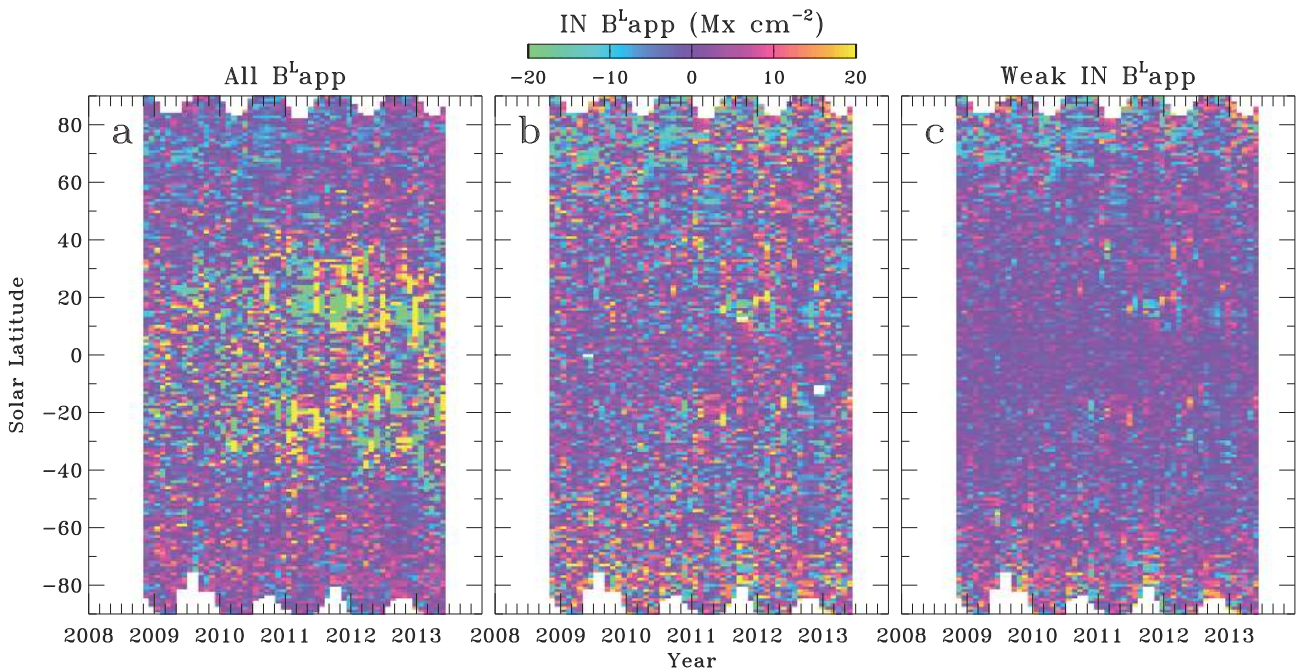 IN B^L app (Mx cm⁻²)
−20 −10 0 10 20
All B^L app
Weak IN B^L app
a
b
c
80
60
40
20
0
−20
−40
−60
−80
Solar Latitude
2008 2009 2010 2011 2012 2013
2008 2009 2010 2011 2012 2013
2008 2009 2010 2011 2012 2013
Year